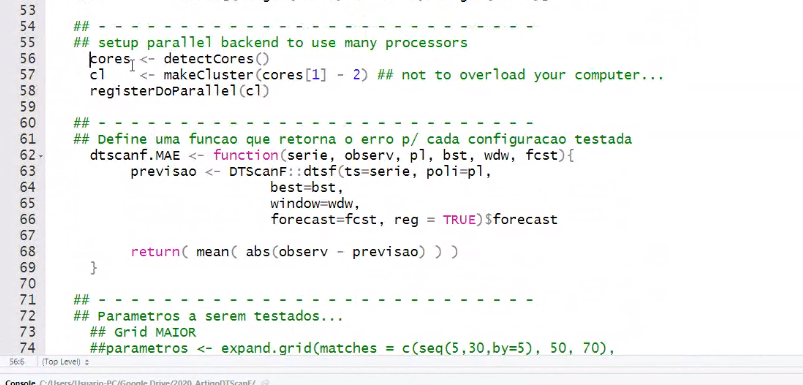 53
54 ## - - - - - - - - - - - - - - - - - - - - - - - - - - -
55 ## setup parallel backend to use many processors
56 cores <- detectCores()
57 cl    <- makeCluster(cores[1] - 2) ## not to overload your computer...
58 registerDoParallel(cl)
59
60 ## - - - - - - - - - - - - - - - - - - - - - - - - - - -
61 ## Define uma funcao que retorna o erro p/ cada configuracao testada
62 dtscanf.MAE <- function(serie, observ, pl, bst, wdw, fcst){
63      previsao <- DTScanF::dtsf(ts=serie, poli=pl,
64                      best=bst,
65                      window=wdw,
66                      forecast=fcst, reg = TRUE)$forecast
67
68      return( mean( abs(observ - previsao) ) )
69 }
70
71 ## - - - - - - - - - - - - - - - - - - - - - - - - - - -
72 ## Parametros a serem testados...
73   ## Grid MAIOR
74   ##parametros <- expand.grid(matches = c(seq(5,30,by=5), 50, 70),
56:6 (Top Level)
Console C:/Users/Usuario-PC/Google Drive/2020_ArtigoDTScanF/